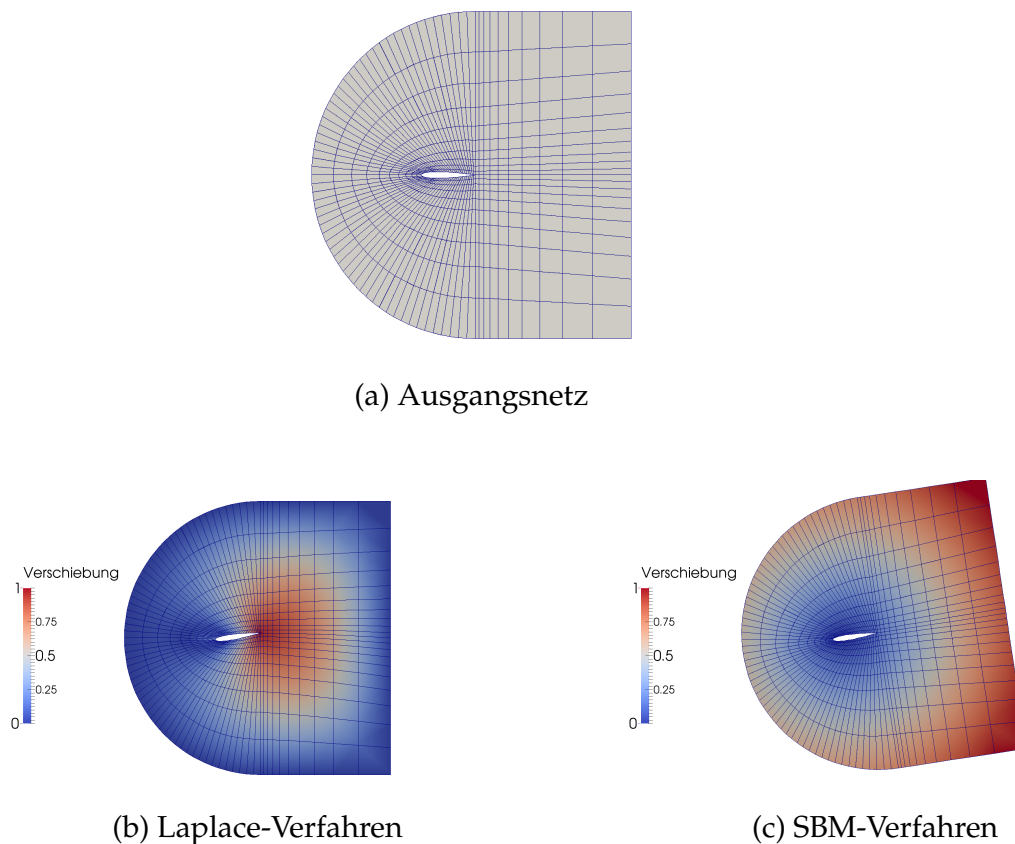 (a) Ausgangsnetz
Verschiebung
1
0.75
0.5
0.25
0
(b) Laplace-Verfahren
Verschiebung
1
0.75
0.5
0.25
0
(c) SBM-Verfahren